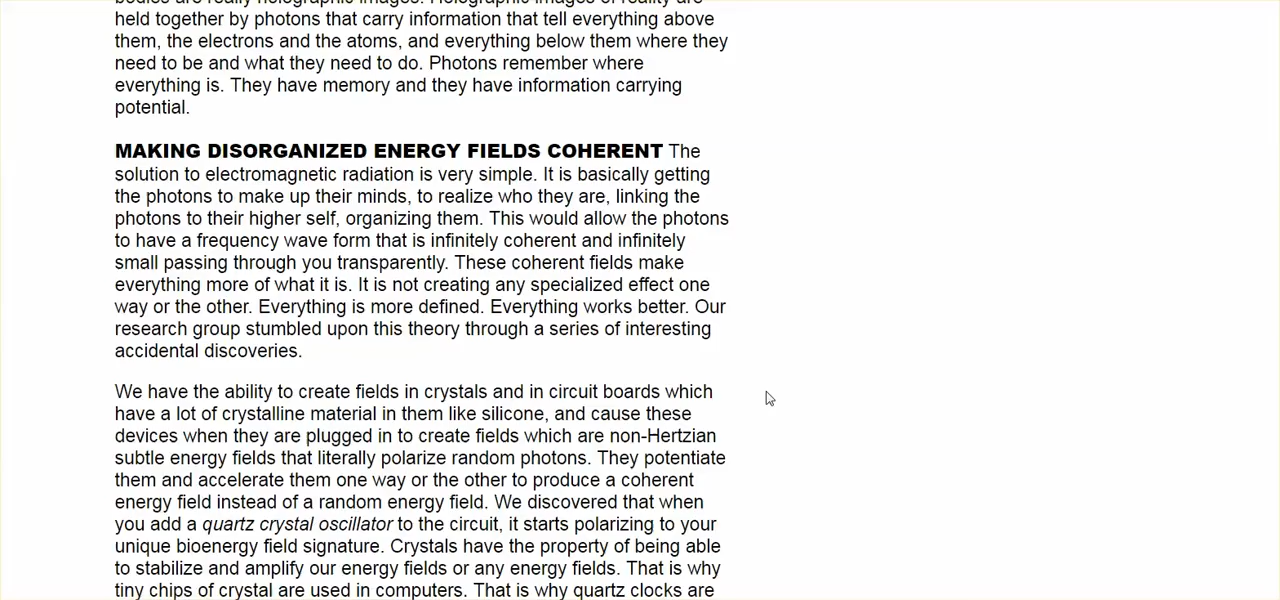 bodies are really holographic images. Holographic images of reality are
held together by photons that carry information that tell everything above
them, the electrons and the atoms, and everything below them where they
need to be and what they need to do. Photons remember where
everything is. They have memory and they have information carrying
potential.
MAKING DISORGANIZED ENERGY FIELDS COHERENT The
solution to electromagnetic radiation is very simple. It is basically getting
the photons to make up their minds, to realize who they are, linking the
photons to their higher self, organizing them. This would allow the photons
to have a frequency wave form that is infinitely coherent and infinitely
small passing through you transparently. These coherent fields make
everything more of what it is. It is not creating any specialized effect one
way or the other. Everything is more defined. Everything works better. Our
research group stumbled upon this theory through a series of interesting
accidental discoveries.
We have the ability to create fields in crystals and in circuit boards which
have a lot of crystalline material in them like silicone, and cause these
devices when they are plugged in to create fields which are non-Hertzian
subtle energy fields that literally polarize random photons. They potentiate
them and accelerate them one way or the other to produce a coherent
energy field instead of a random energy field. We discovered that when
you add a quartz crystal oscillator to the circuit, it starts polarizing to your
unique bioenergy field signature. Crystals have the property of being able
to stabilize and amplify our energy fields or any energy fields. That is why
tiny chips of crystal are used in computers. That is why quartz clocks are